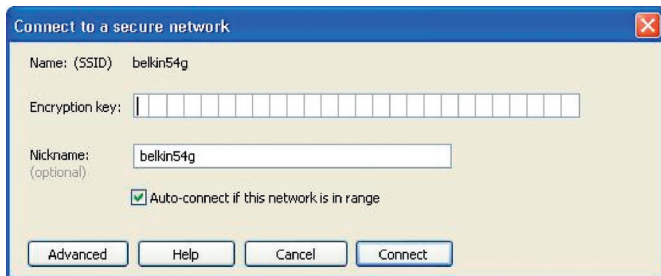 Connect to a secure network
Name: (SSID) belkin54g
Encryption key:
Nickname: belkin54g
(optional)
Auto-connect if this network is in range
Advanced Help Cancel Connect